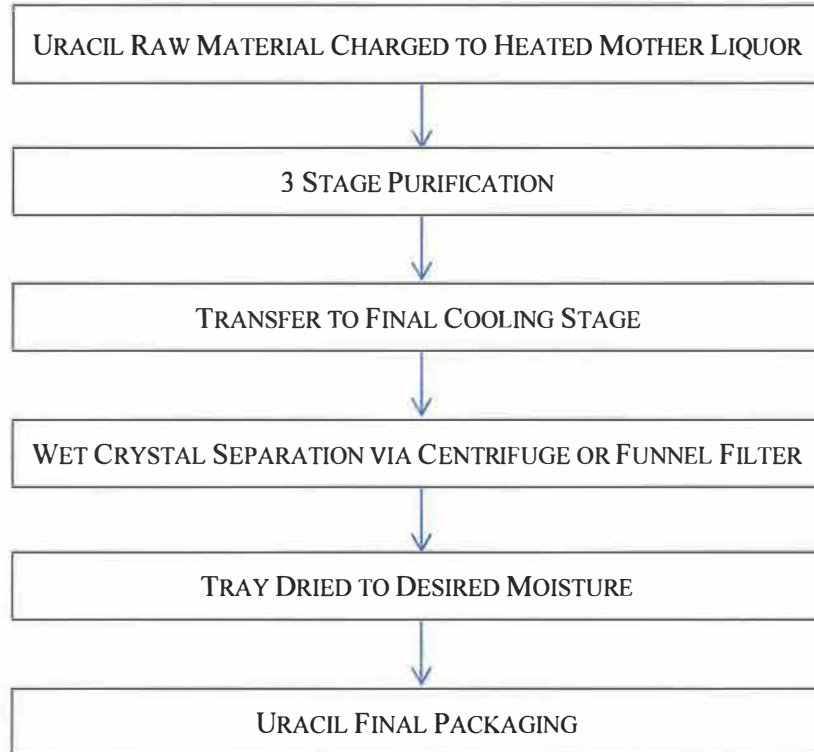 URACIL RAW MATERIAL CHARGED TO HEATED MOTHER LIQUOR
3 STAGE PURIFICATION
TRANSFER TO FINAL COOLING STAGE
WET CRYSTAL SEPARATION VIA CENTRIFUGE OR FUNNEL FILTER
TRAY DRIED TO DESIRED MOISTURE
URACIL FINAL PACKAGING